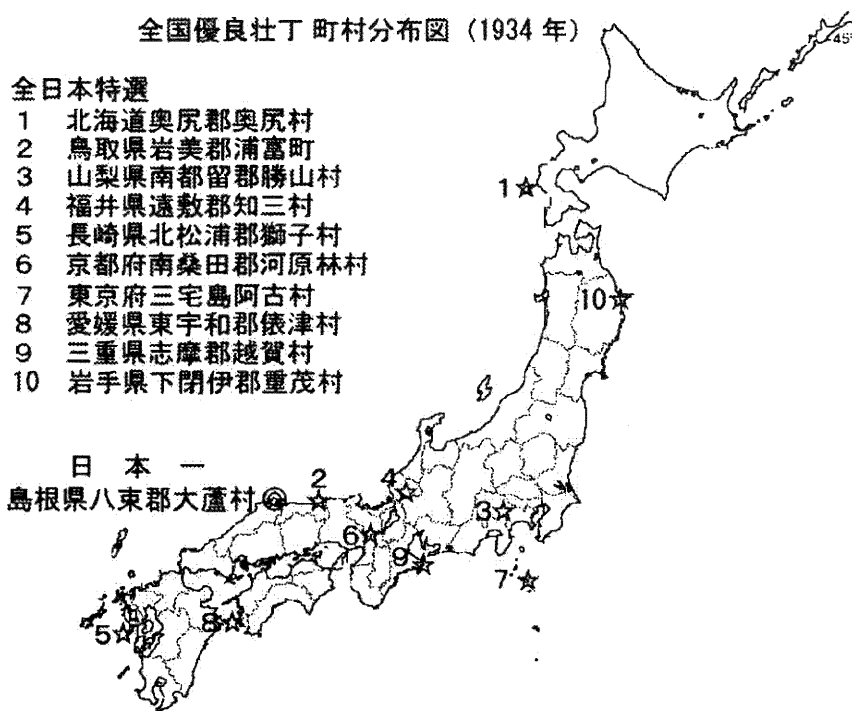 全国優良壮丁 町村分布図（1934 年）
45°
全日本特選
1 北海道奥尻郡奥尻村
2 鳥取県岩美郡浦富町
3 山梨県南都留郡勝山村
4 福井県遠敷郡知三村
5 長崎県北松浦郡獅子村
6 京都府南桑田郡河原林村
7 東京府三宅島阿古村
8 愛媛県東宇和郡俵津村
9 三重県志摩郡越賀村
10 岩手県下閉伊郡重茂村
1
10
日 本 一
島根県八束郡大蘆村
2
4
3
6
9
7
5
8